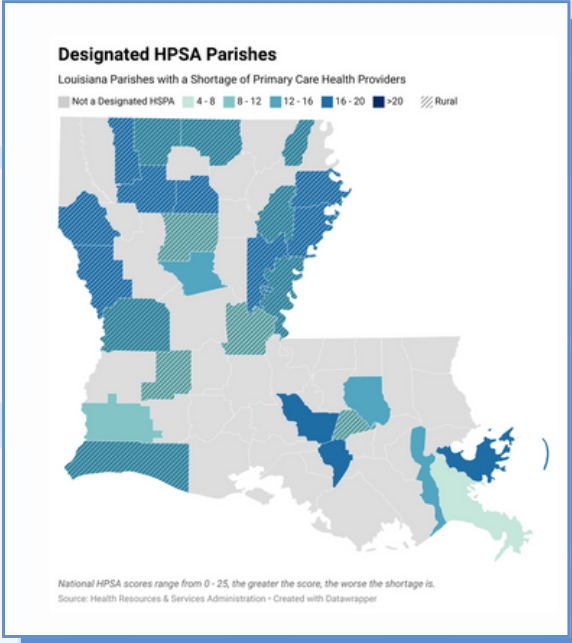 Designated HPSA Parishes
Louisiana Parishes with a Shortage of Primary Care Health Providers
Not a Designated HSPA 4 - 8 8 - 12 12 - 16 16 - 20 >20 Rural
National HPSA scores range from 0 - 25, the greater the score, the worse the shortage is.
Source: Health Resources & Services Administration • Created with Datawrapper